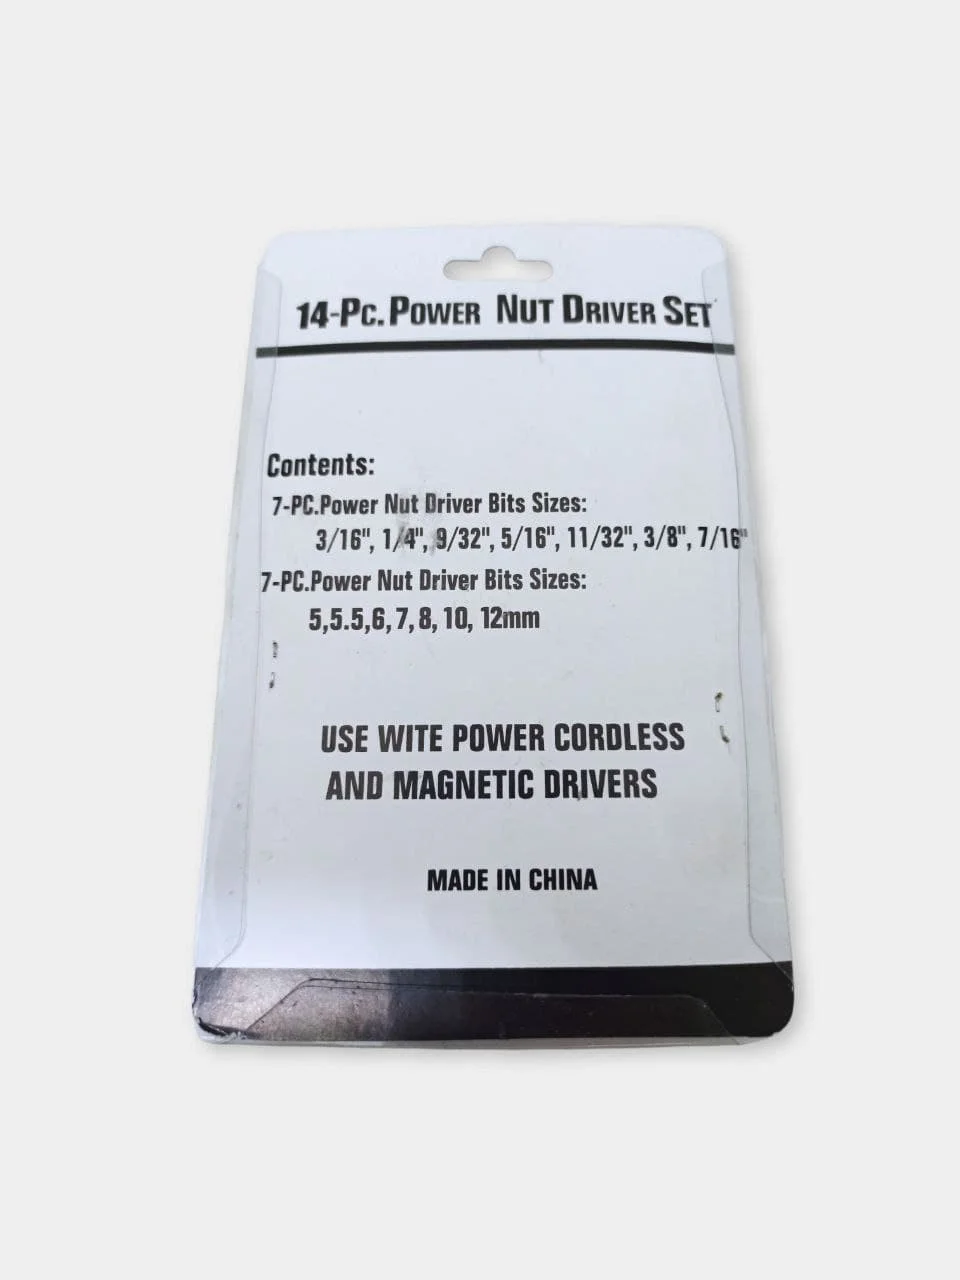 14-PC. POWER NUT DRIVER SET
Contents:
7-PC.Power Nut Driver Bits Sizes:
3/16", 1/4", 9/32", 5/16", 11/32", 3/8", 7/16"
7-PC.Power Nut Driver Bits Sizes:
5,5.5,6,7,8, 10, 12mm
USE WITE POWER CORDLESS
AND MAGNETIC DRIVERS
MADE IN CHINA